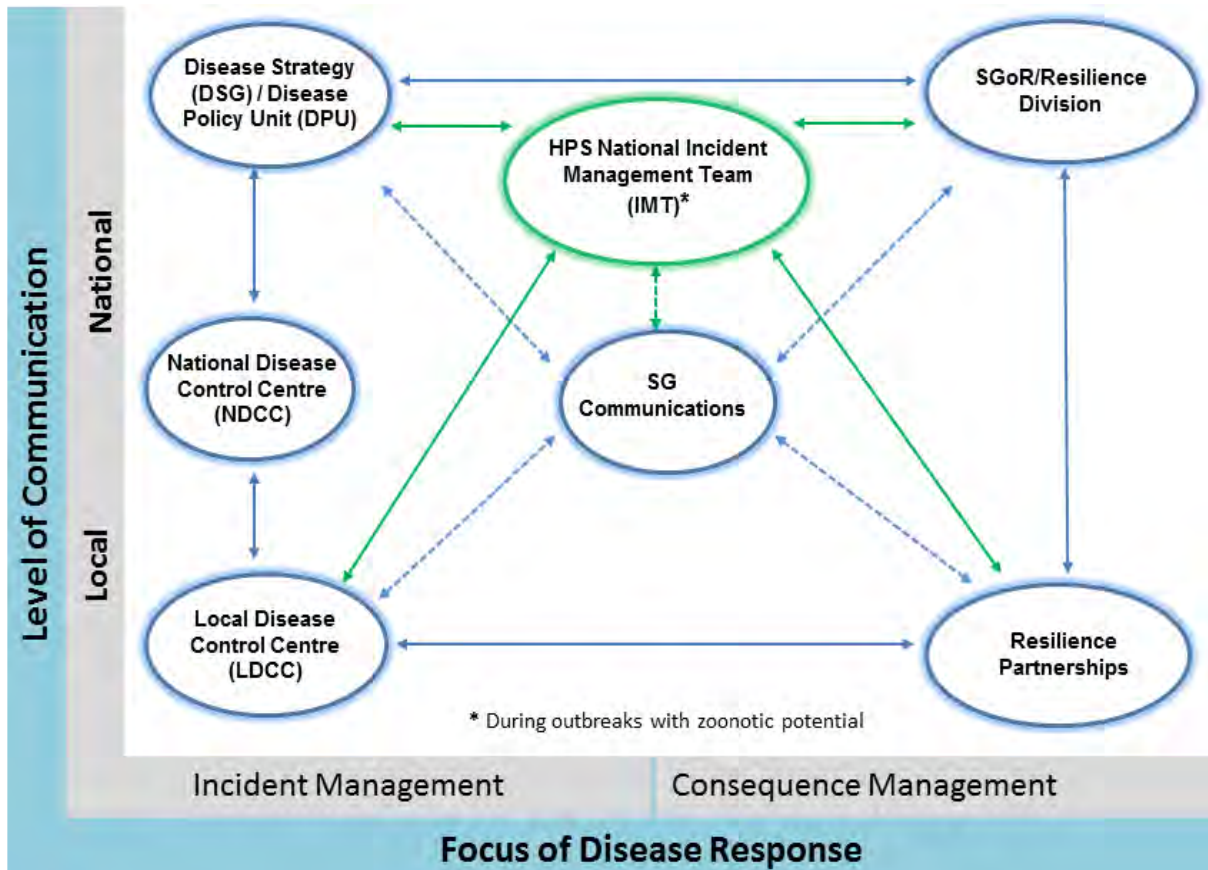 Disease Strategy
(DSG) / Disease
Policy Unit (DPU)
SGoR/Resilience
Division
HPS National Incident
Management Team
(IMT)*
National Disease
Control Centre
(NDCC)
SG
Communications
Local Disease
Control Centre
(LDCC)
Resilience
Partnerships
* During outbreaks with zoonotic potential
Level of Communication
National
Local
Incident Management
Consequence Management
Focus of Disease Response